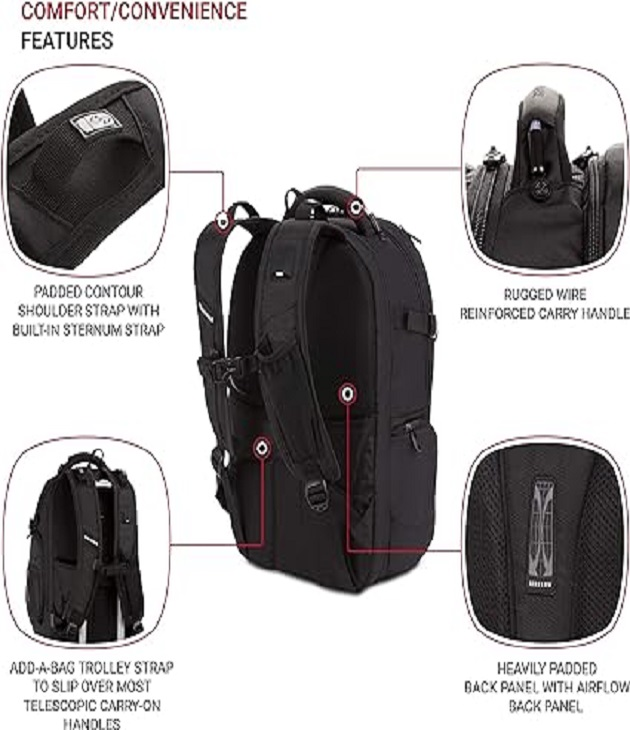 COMFORT/CONVENIENCE
FEATURES
PADDED CONTOUR
SHOULDER STRAP WITH
BUILT-IN STERNUM STRAP
RUGGED WIRE
REINFORCED CARRY HANDLE
ADD-A-BAG TROLLEY STRAP
TO SLIP OVER MOST
TELESCOPIC CARRY-ON
HANDLES
HEAVILY PADDED
BACK PANEL WITH AIRFLOW
BACK PANEL